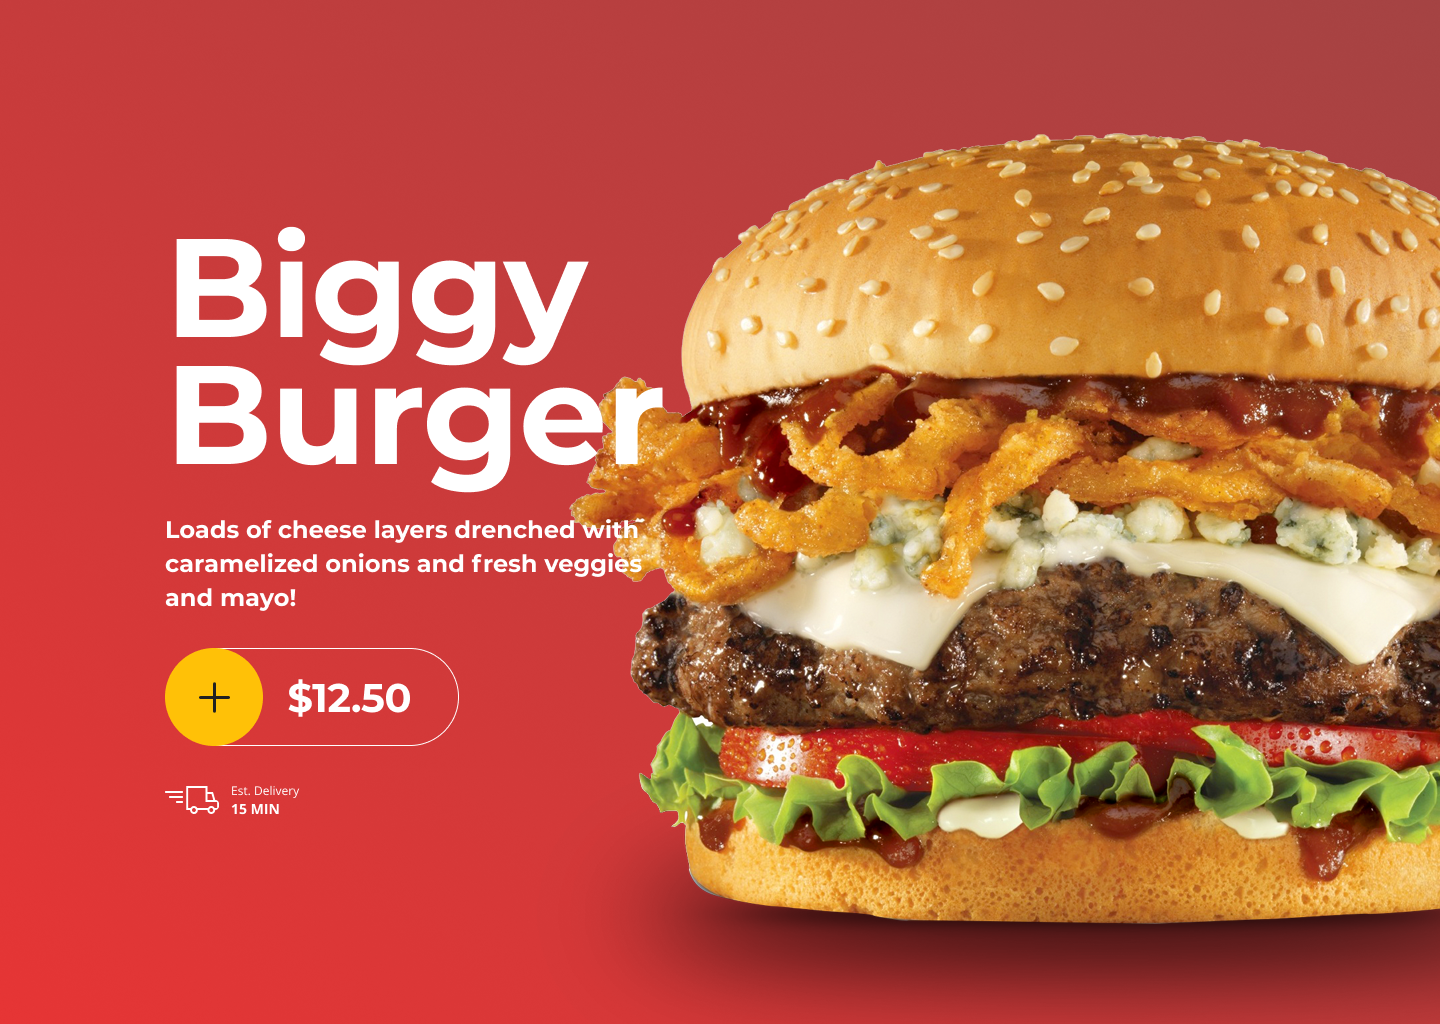 Biggy
Burger
Loads of cheese layers drenched with
caramelized onions and fresh veggies
and mayo!
+ $12.50
Est. Delivery
15 MIN